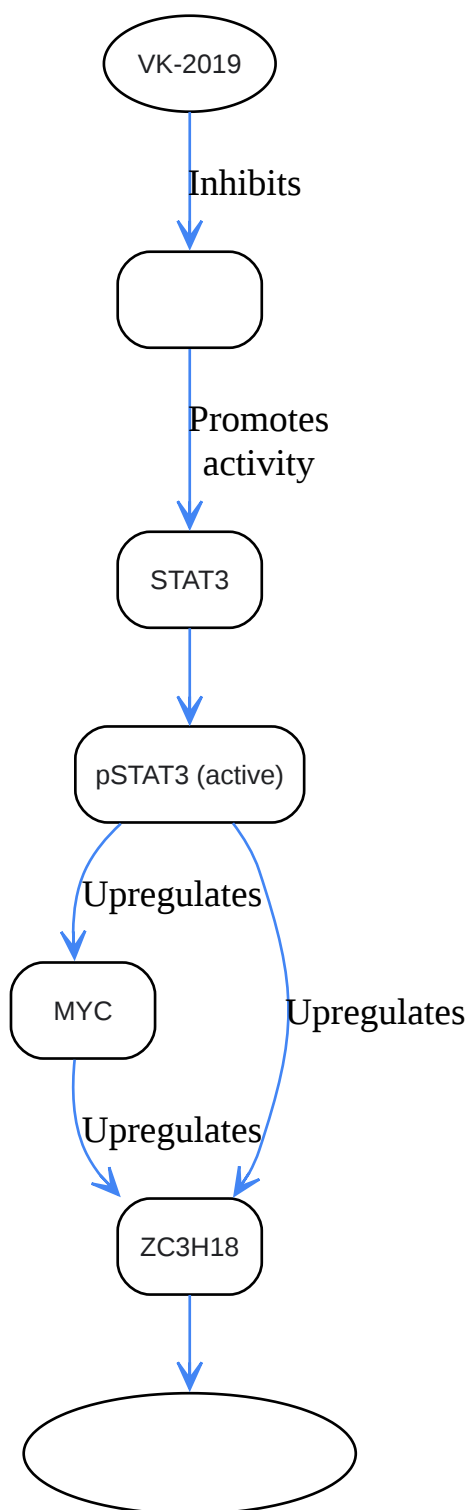 VK-2019
Inhibits
Promotes
activity
STAT3
pSTAT3 (active)
Upregulates
MYC
Upregulates
Upregulates
ZC3H18